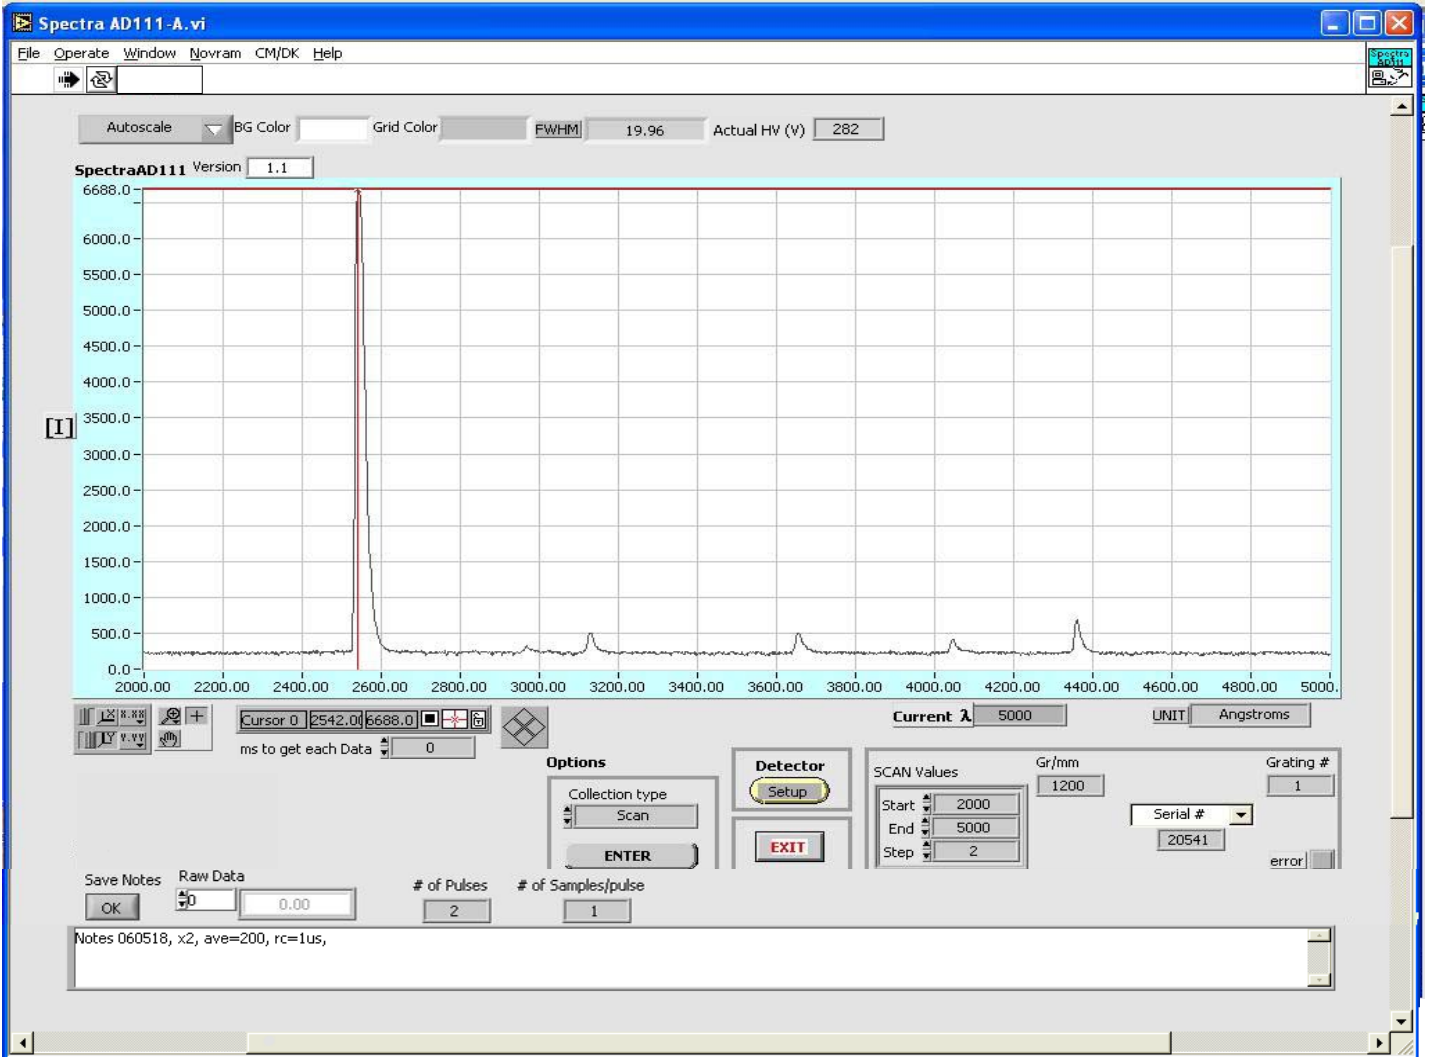 Spectra AD111-A.vi
File Operate Window Novram CM/DK Help
Spectra
AD111
Autoscale BG Color Grid Color FWHM 19.96 Actual HV (V) 282
SpectraAD111 Version 1.1
[I]
6688.0
6000.0
5500.0
5000.0
4500.0
4000.0
3500.0
3000.0
2500.0
2000.0
1500.0
1000.0
500.0
0.0
2000.00 2200.00 2400.00 2600.00 2800.00 3000.00 3200.00 3400.00 3600.00 3800.00 4000.00 4200.00 4400.00 4600.00 4800.00 5000.
X X.XX
Y Y.YY
Cursor 0 2542.00 6688.0
Current λ 5000 UNIT Angstroms
ms to get each Data 0
Options
Collection type
Scan
ENTER
Detector
Setup
EXIT
SCAN Values
Start 2000
End 5000
Step 2
Gr/mm
1200
Grating #
1
Serial #
20541
error
Save Notes Raw Data
OK 0 0.00
# of Pulses # of Samples/pulse
2 1
Notes 060518, x2, ave=200, rc=1us,